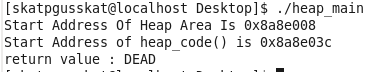 [skatpgusskat@localhost Desktop]$ ./heap_main
Start Address Of Heap Area Is 0x8a8e008
Start Address of heap_code() is 0x8a8e03c
return value : DEAD